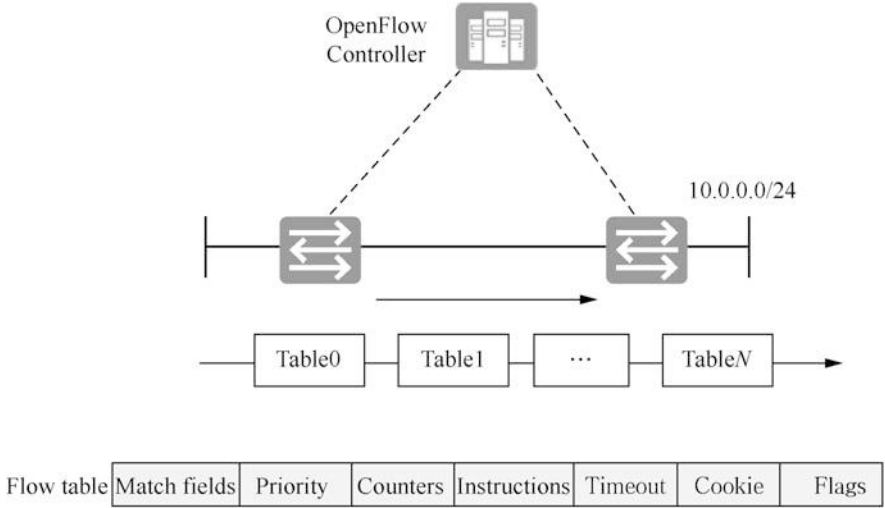 OpenFlow
Controller
10.0.0.0/24
Table0 Table1 ... TableN
Flow table Match fields Priority Counters Instructions Timeout Cookie Flags